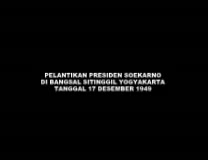 PELANTIKAN PRESIDEN SOEKARNO
DI BANGSAL SITINGGIL YOGYAKARTA
TANGGAL 17 DESEMBER 1949